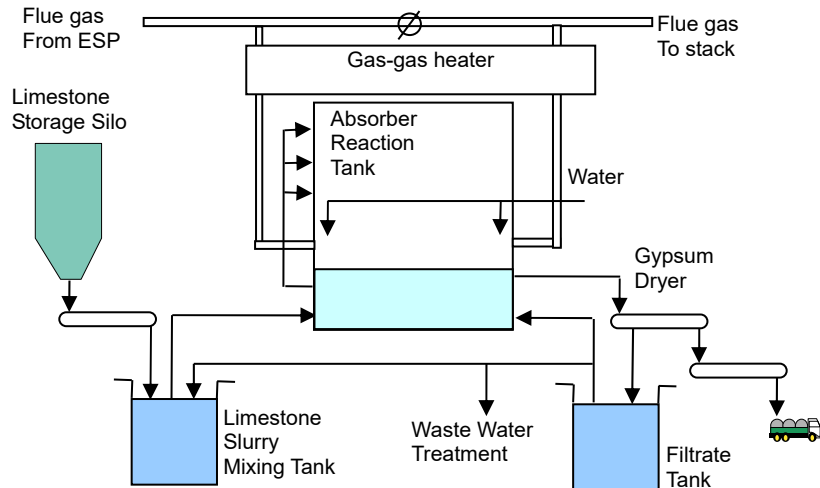 Flue gas
From ESP
Flue gas
To stack
Gas-gas heater
Limestone
Storage Silo
Absorber
Reaction
Tank
Water
Gypsum
Dryer
Limestone
Slurry
Mixing Tank
Waste Water
Treatment
Filtrate
Tank